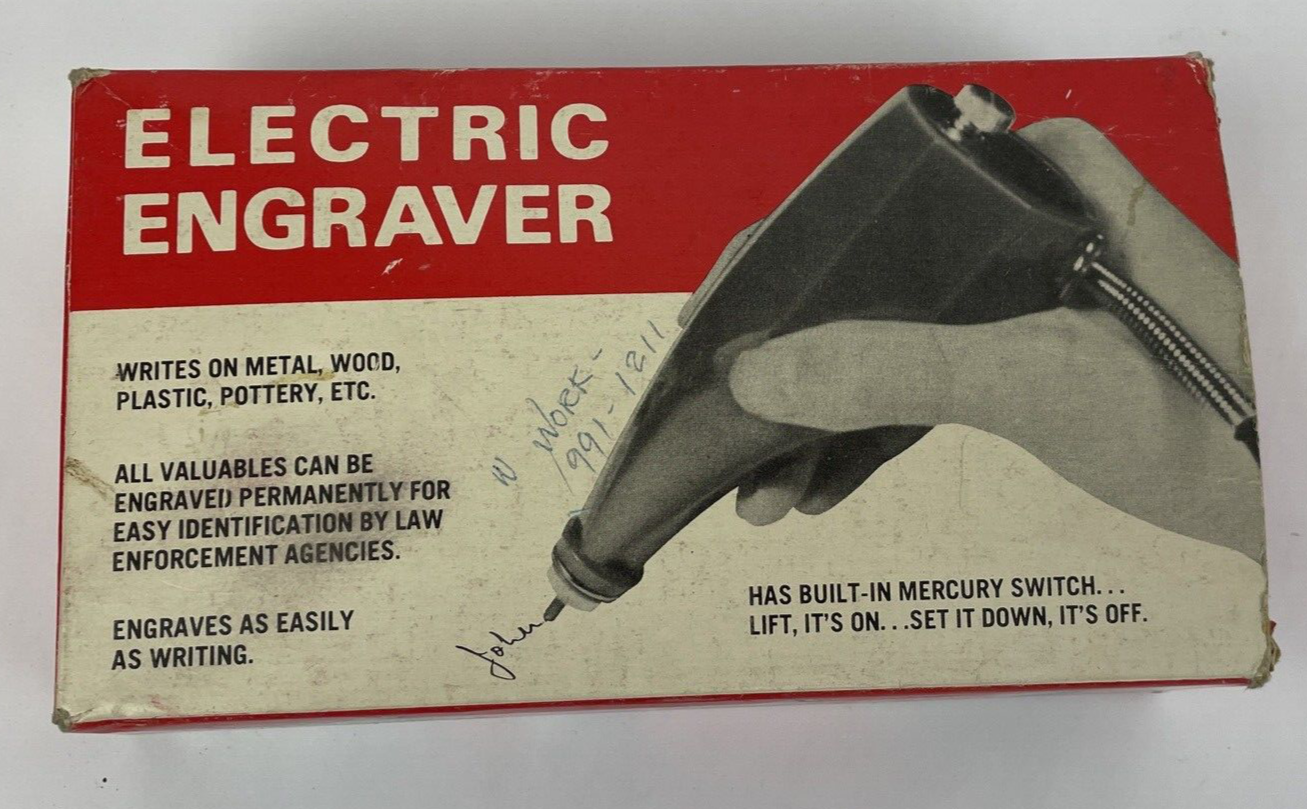 ELECTRIC
ENGRAVER
WRITES ON METAL, WOOD,
PLASTIC, POTTERY, ETC.
ALL VALUABLES CAN BE
ENGRAVED PERMANENTLY FOR
EASY IDENTIFICATION BY LAW
ENFORCEMENT AGENCIES.
ENGRAVES AS EASILY
AS WRITING.
WORK-
991-1211
John
HAS BUILT-IN MERCURY SWITCH...
LIFT, IT'S ON...SET IT DOWN, IT'S OFF.